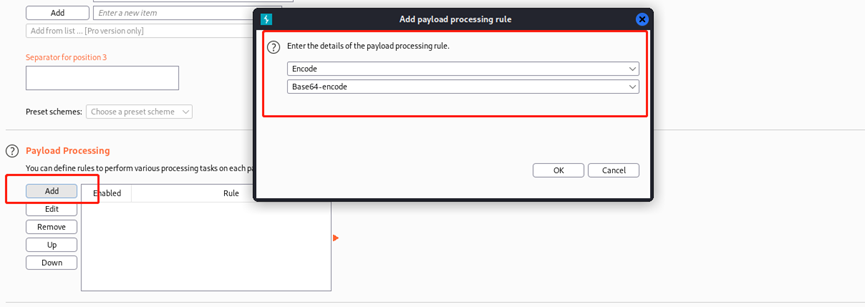 Add
Enter a new item
Add from list ... [Pro version only]
Separator for position 3
Preset schemes:
Choose a preset scheme
Payload Processing
You can define rules to perform various processing tasks on each
Add
Enabled
Rule
Edit
Remove
Up
Down
Add payload processing rule
Enter the details of the payload processing rule.
Encode
Base64-encode
OK
Cancel